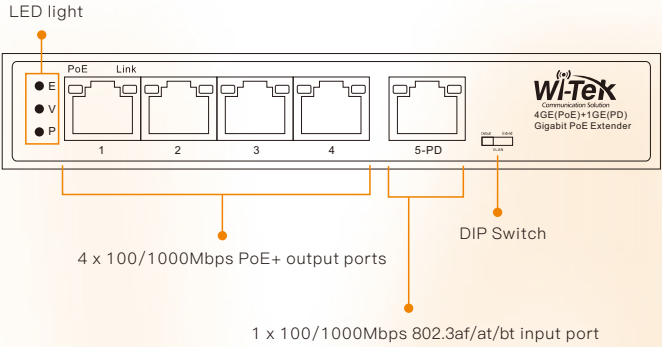 LED light
PoE Link
E
V
P
1 2 3 4 5-PD
Wi-Tek
Communication Solution
4GE(PoE)+1GE(PD)
Gigabit PoE Extender
VLAN
DIP Switch
4 x 100/1000Mbps PoE+ output ports
1 x 100/1000Mbps 802.3af/at/bt input port